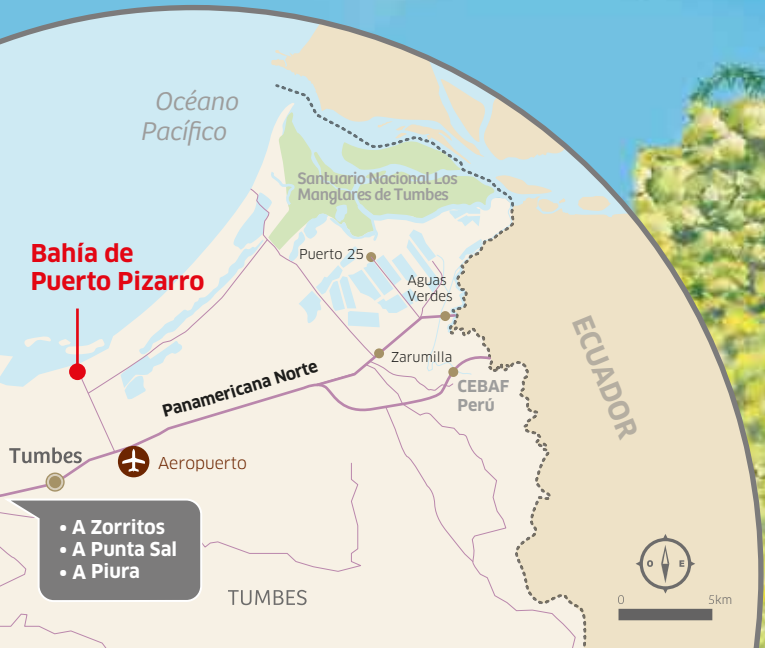 Océano
Pacífico
Santuario Nacional Los
Manglares de Tumbes
Bahía de
Puerto Pizarro
Puerto 25
Aguas
Verdes
ECUADOR
Zarumilla
Panamericana Norte
CEBAF
Perú
Tumbes
Aeropuerto
• A Zorritos
• A Punta Sal
• A Piura
TUMBES
O E
0 5km